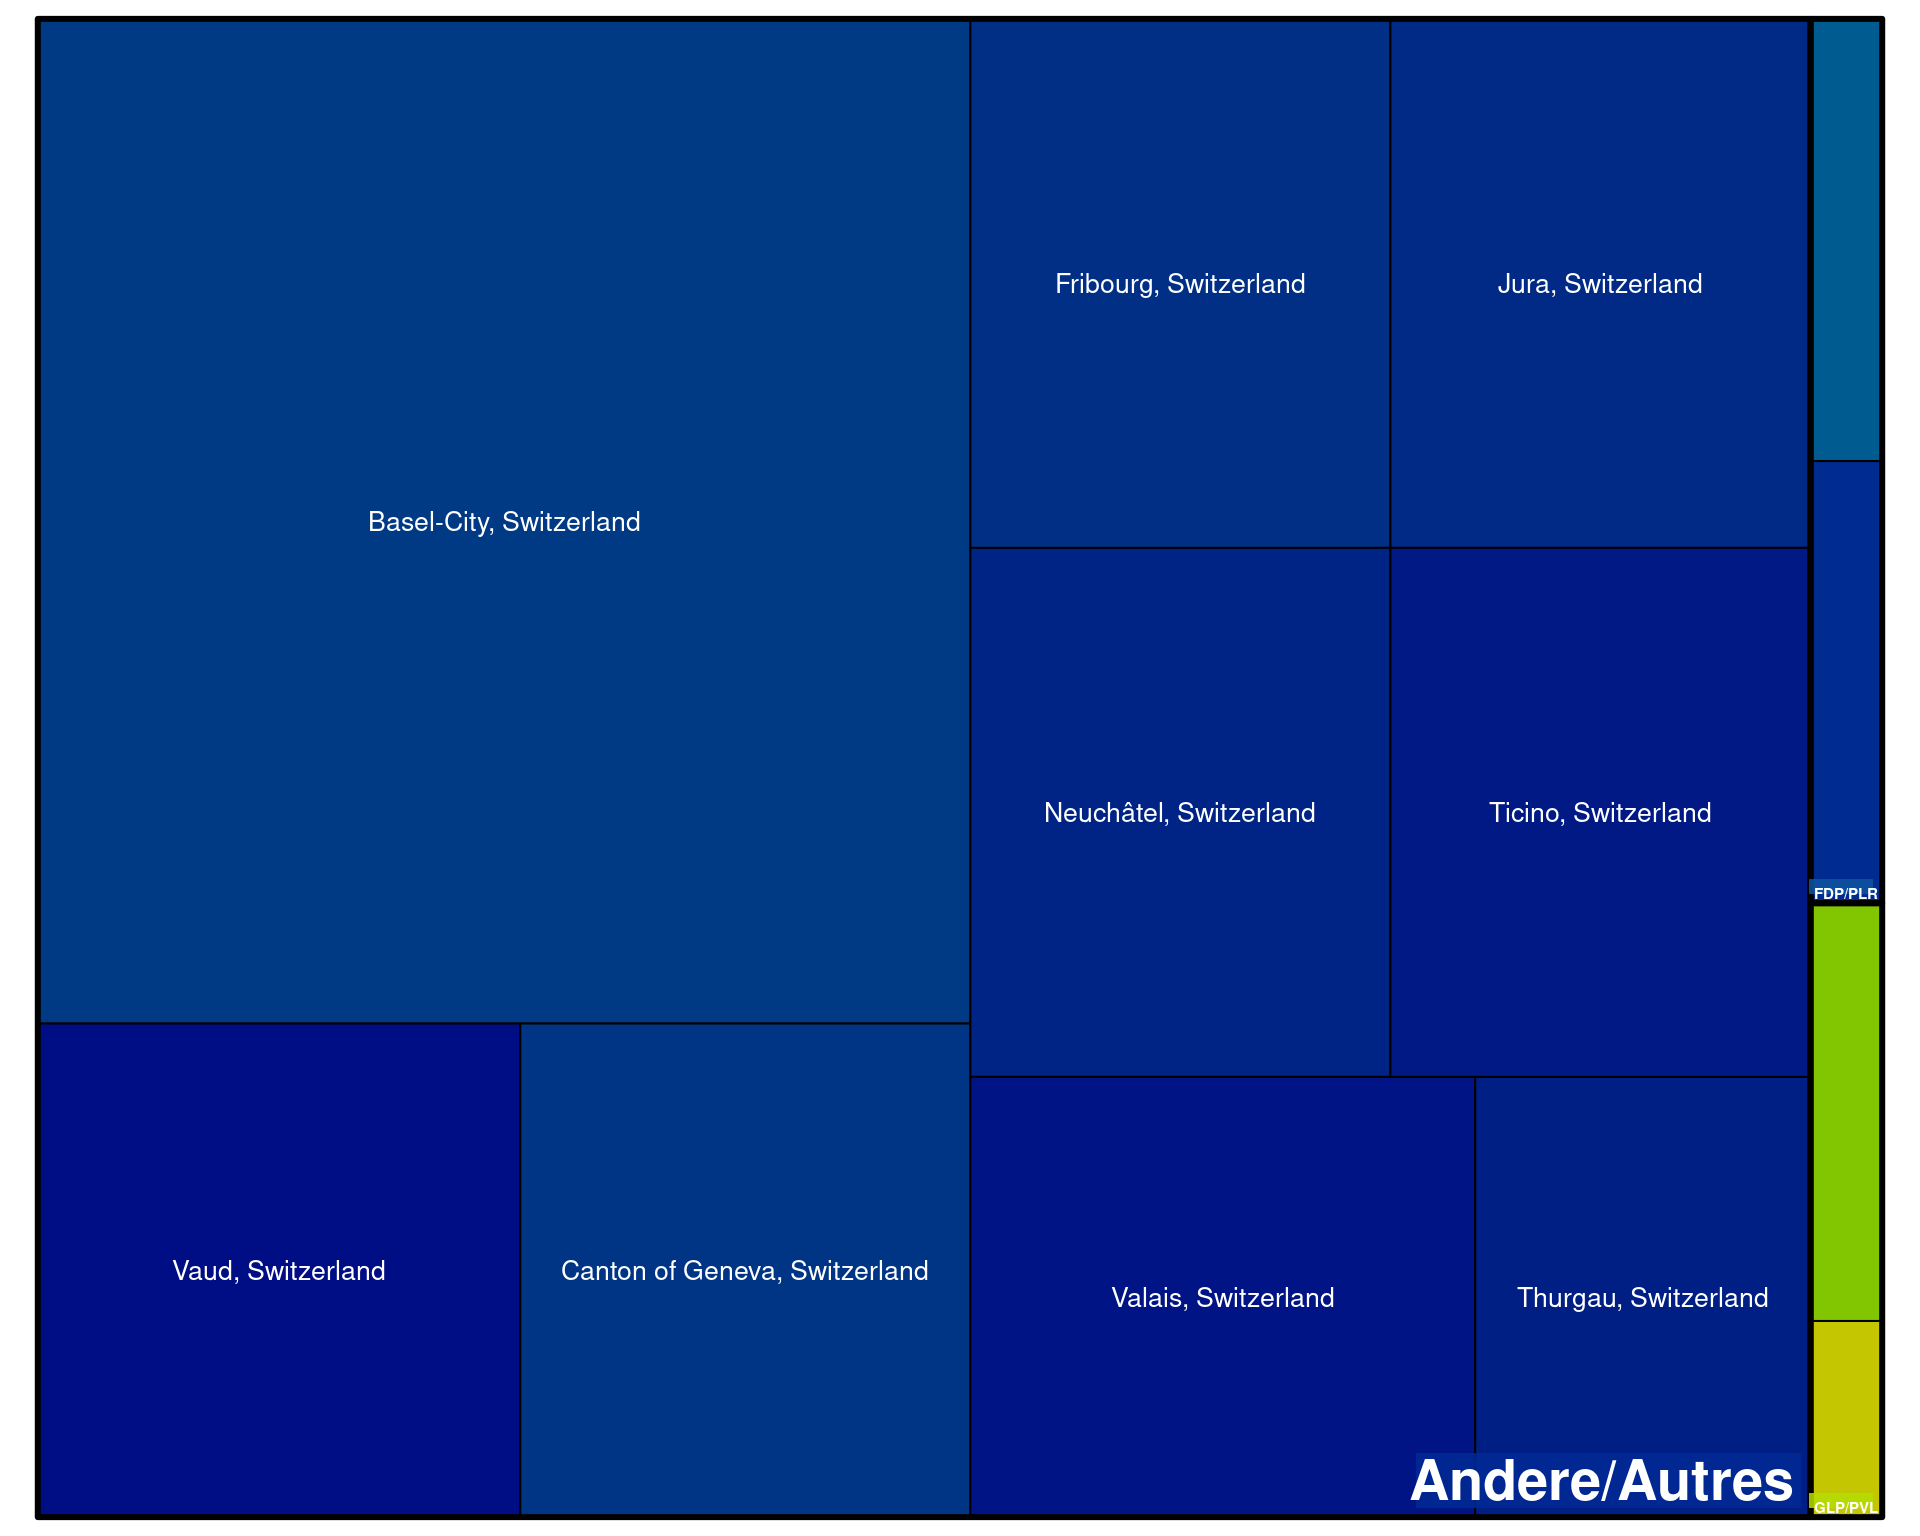 Basel-City, Switzerland
Fribourg, Switzerland
Jura, Switzerland
Neuchâtel, Switzerland
Ticino, Switzerland
FDP/PLR
Vaud, Switzerland
Canton of Geneva, Switzerland
Valais, Switzerland
Thurgau, Switzerland
Andere/Autres
GLP/PVL